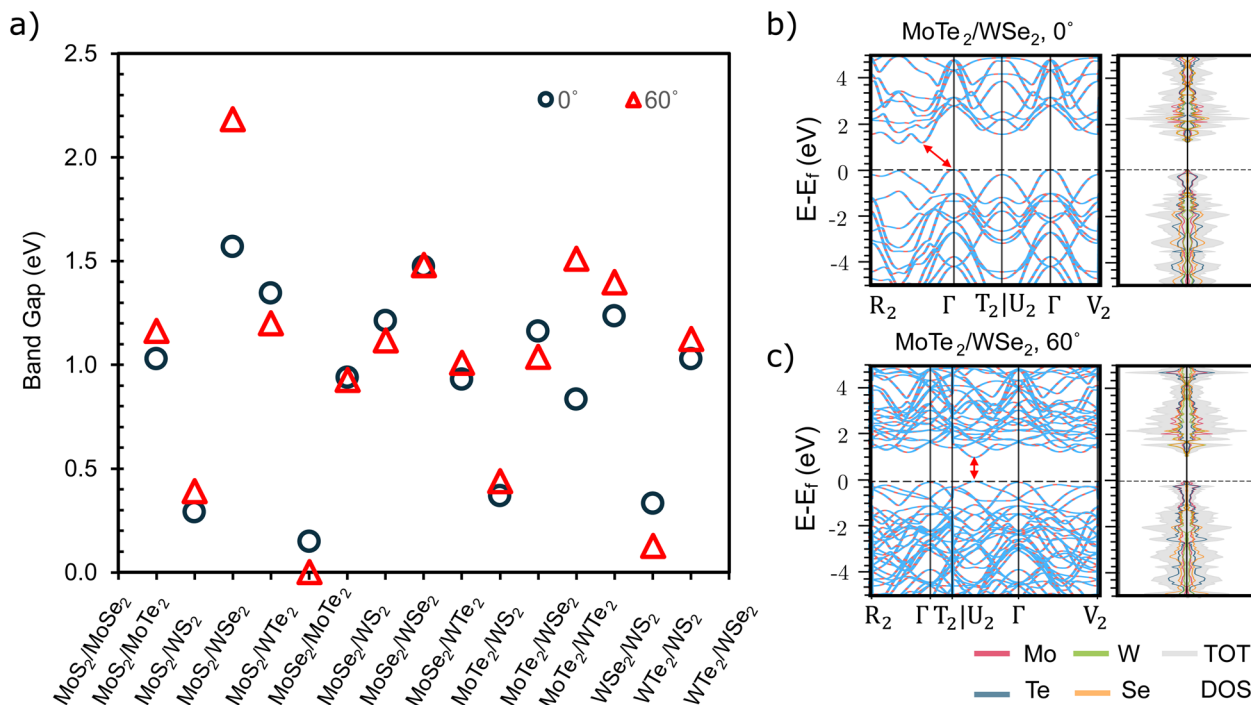 a)
2.5
2.0
1.5
1.0
0.5
0.0
Band Gap (eV)
0°
60°
MoS₂/MoSe₂
MoS₂/MoTe₂
MoS₂/WS₂
MoS₂/WSe₂
MoS₂/WTe₂
MoSe₂/MoTe₂
MoSe₂/WS₂
MoSe₂/WSe₂
MoSe₂/WTe₂
MoTe₂/WS₂
MoTe₂/WSe₂
MoTe₂/WTe₂
WSe₂/WS₂
WTe₂/WS₂
WTe₂/WSe₂
b)
MoTe₂/WSe₂, 0°
4
2
0
-2
-4
E-E_f (eV)
R₂ Γ T₂|U₂ Γ V₂
c)
MoTe₂/WSe₂, 60°
4
2
0
-2
-4
E-E_f (eV)
R₂ Γ T₂|U₂ Γ V₂
Mo W TOT
Te Se DOS